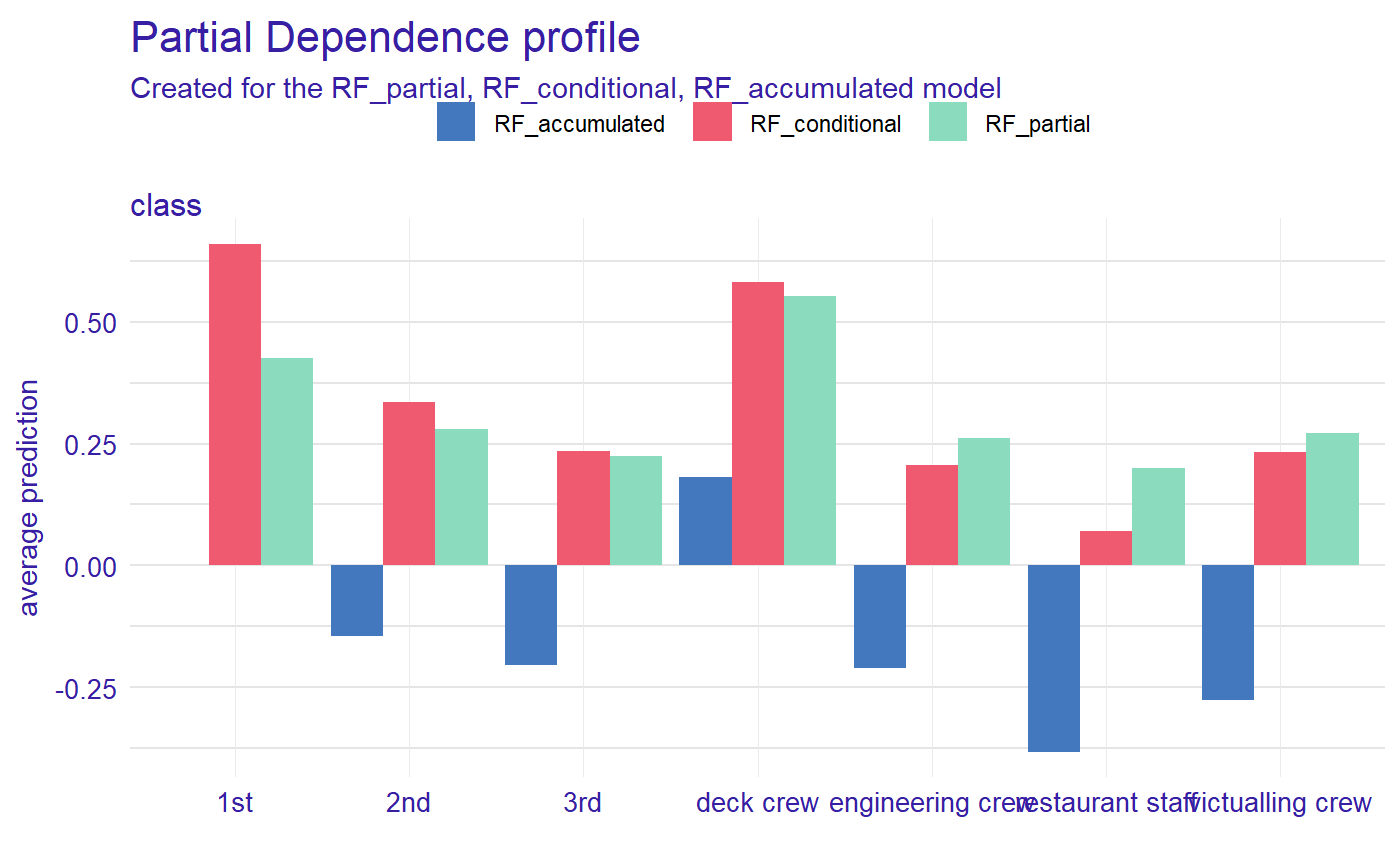 Partial Dependence profile
Created for the RF_partial, RF_conditional, RF_accumulated model
RF_accumulated RF_conditional RF_partial
class
0.50
0.25
0.00
-0.25
average prediction
1st 2nd 3rd deck crew engineering crew restaurant staff victualling crew